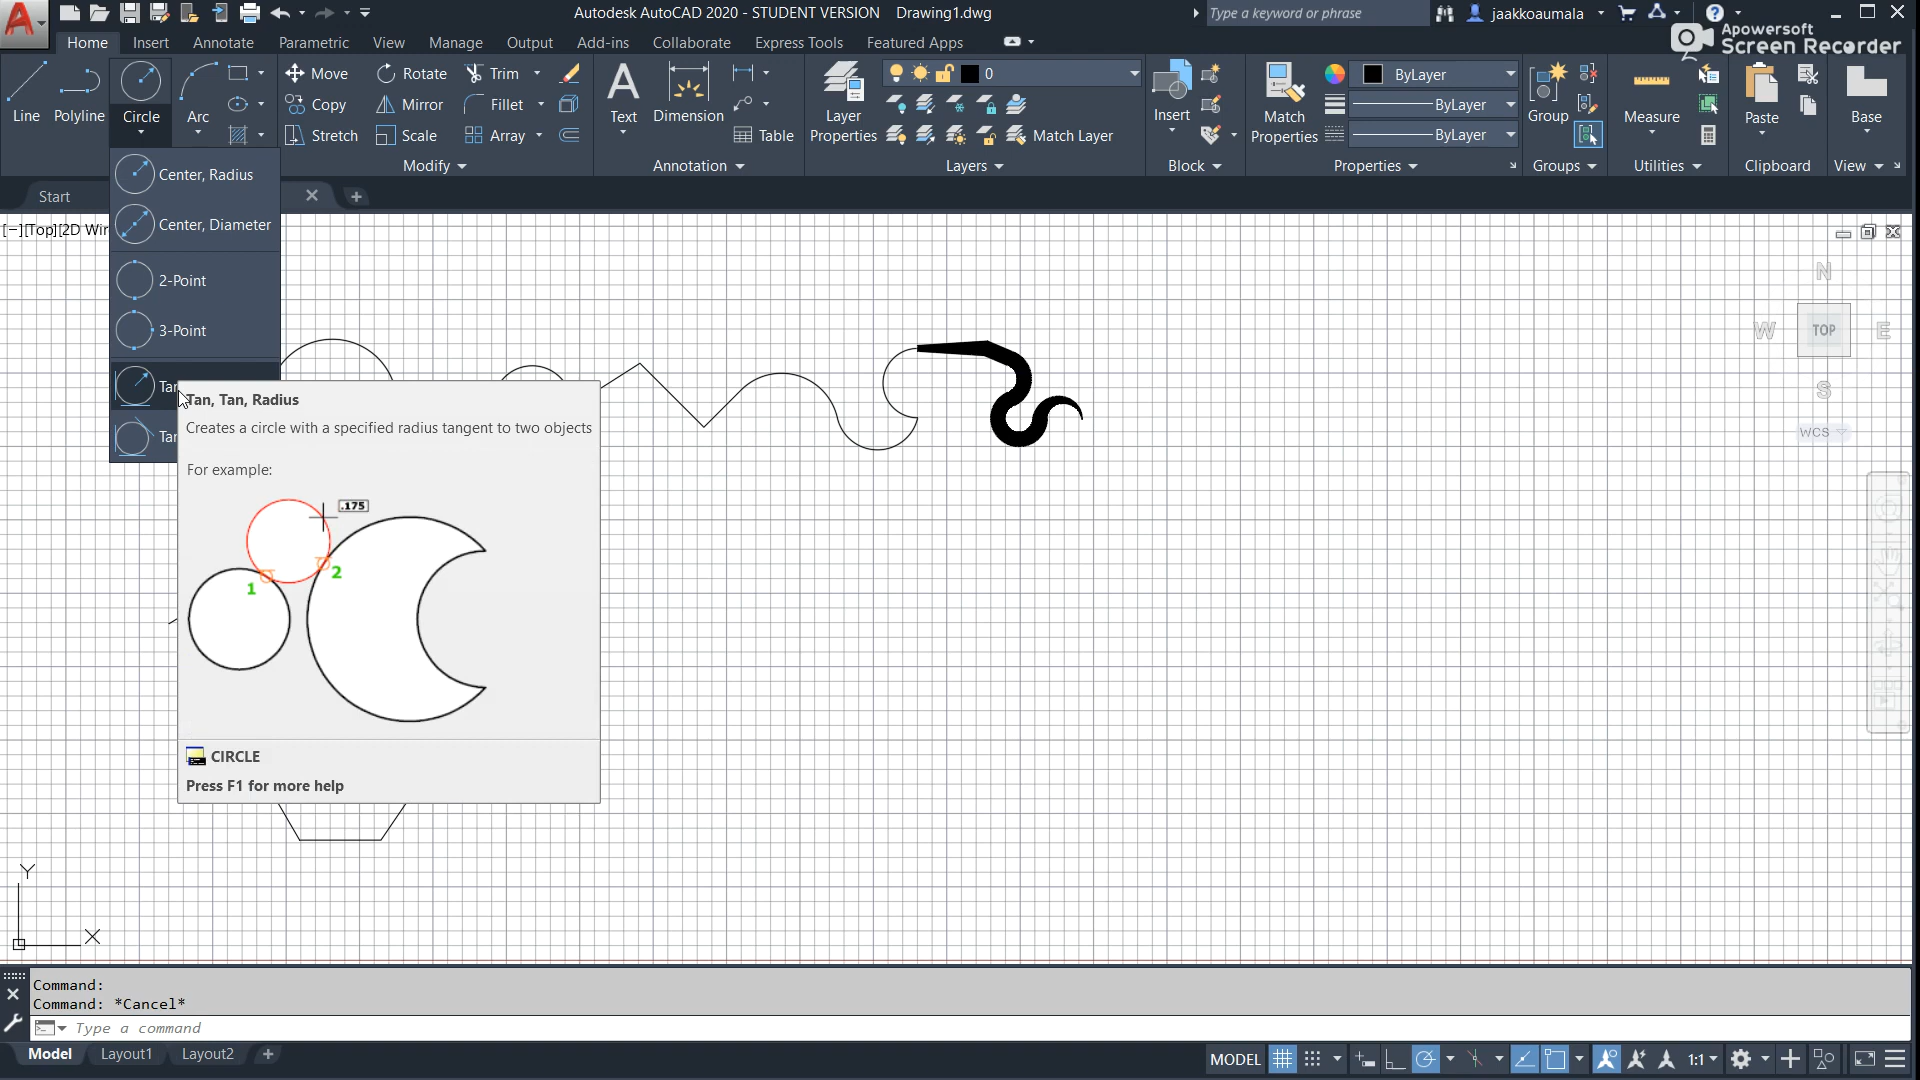 Autodesk AutoCAD 2020 - STUDENT VERSION Drawing1.dwg
Type a keyword or phrase
jaakkoaumala
Apowersoft
Screen Recorder
Home Insert Annotate Parametric View Manage Output Add-ins Collaborate Express Tools Featured Apps
Line Polyline Circle Arc
Move Rotate Trim
Copy Mirror Fillet
Stretch Scale Array
Modify
Text Dimension Table
Annotation
Layer Properties
0
Match Layer
Layers
Insert
Block
Match Properties
ByLayer
ByLayer
ByLayer
Properties
Group
Groups
Measure
Utilities
Paste
Clipboard
Base
View
Start
[−][Top][2D Wir
Center, Radius
Center, Diameter
2-Point
3-Point
Tan
Tan
Tan, Tan, Radius
Creates a circle with a specified radius tangent to two objects
For example:
.175
1
2
CIRCLE
Press F1 for more help
N
W TOP E
S
WCS
Y
X
Command:
Command: *Cancel*
Type a command
Model Layout1 Layout2
MODEL 1:1